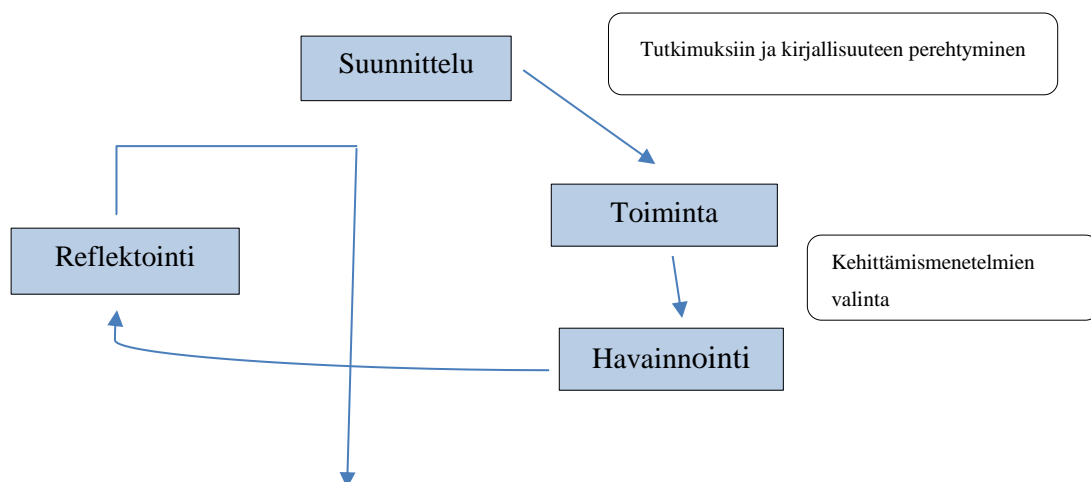 Suunnittelu
Tutkimuksiin ja kirjallisuuteen perehtyminen
Toiminta
Reflektointi
Kehittämismenetelmien
valinta
Havainnointi